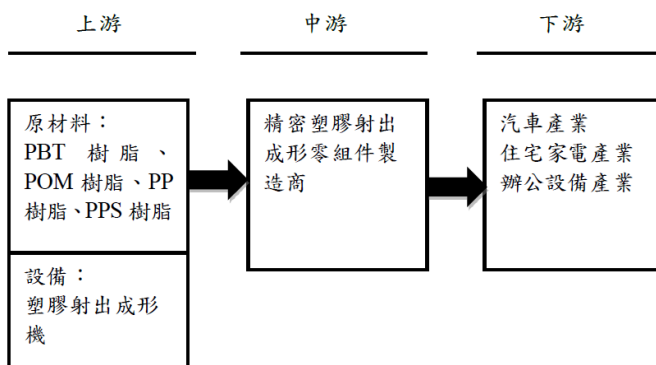 上游
中游
下游
原材料：
PBT 樹脂、
POM 樹脂、PP
樹脂、PPS 樹脂
設備：
塑膠射出成形
機
精密塑膠射出
成形零組件製
造商
汽車產業
住宅家電產業
辦公設備產業